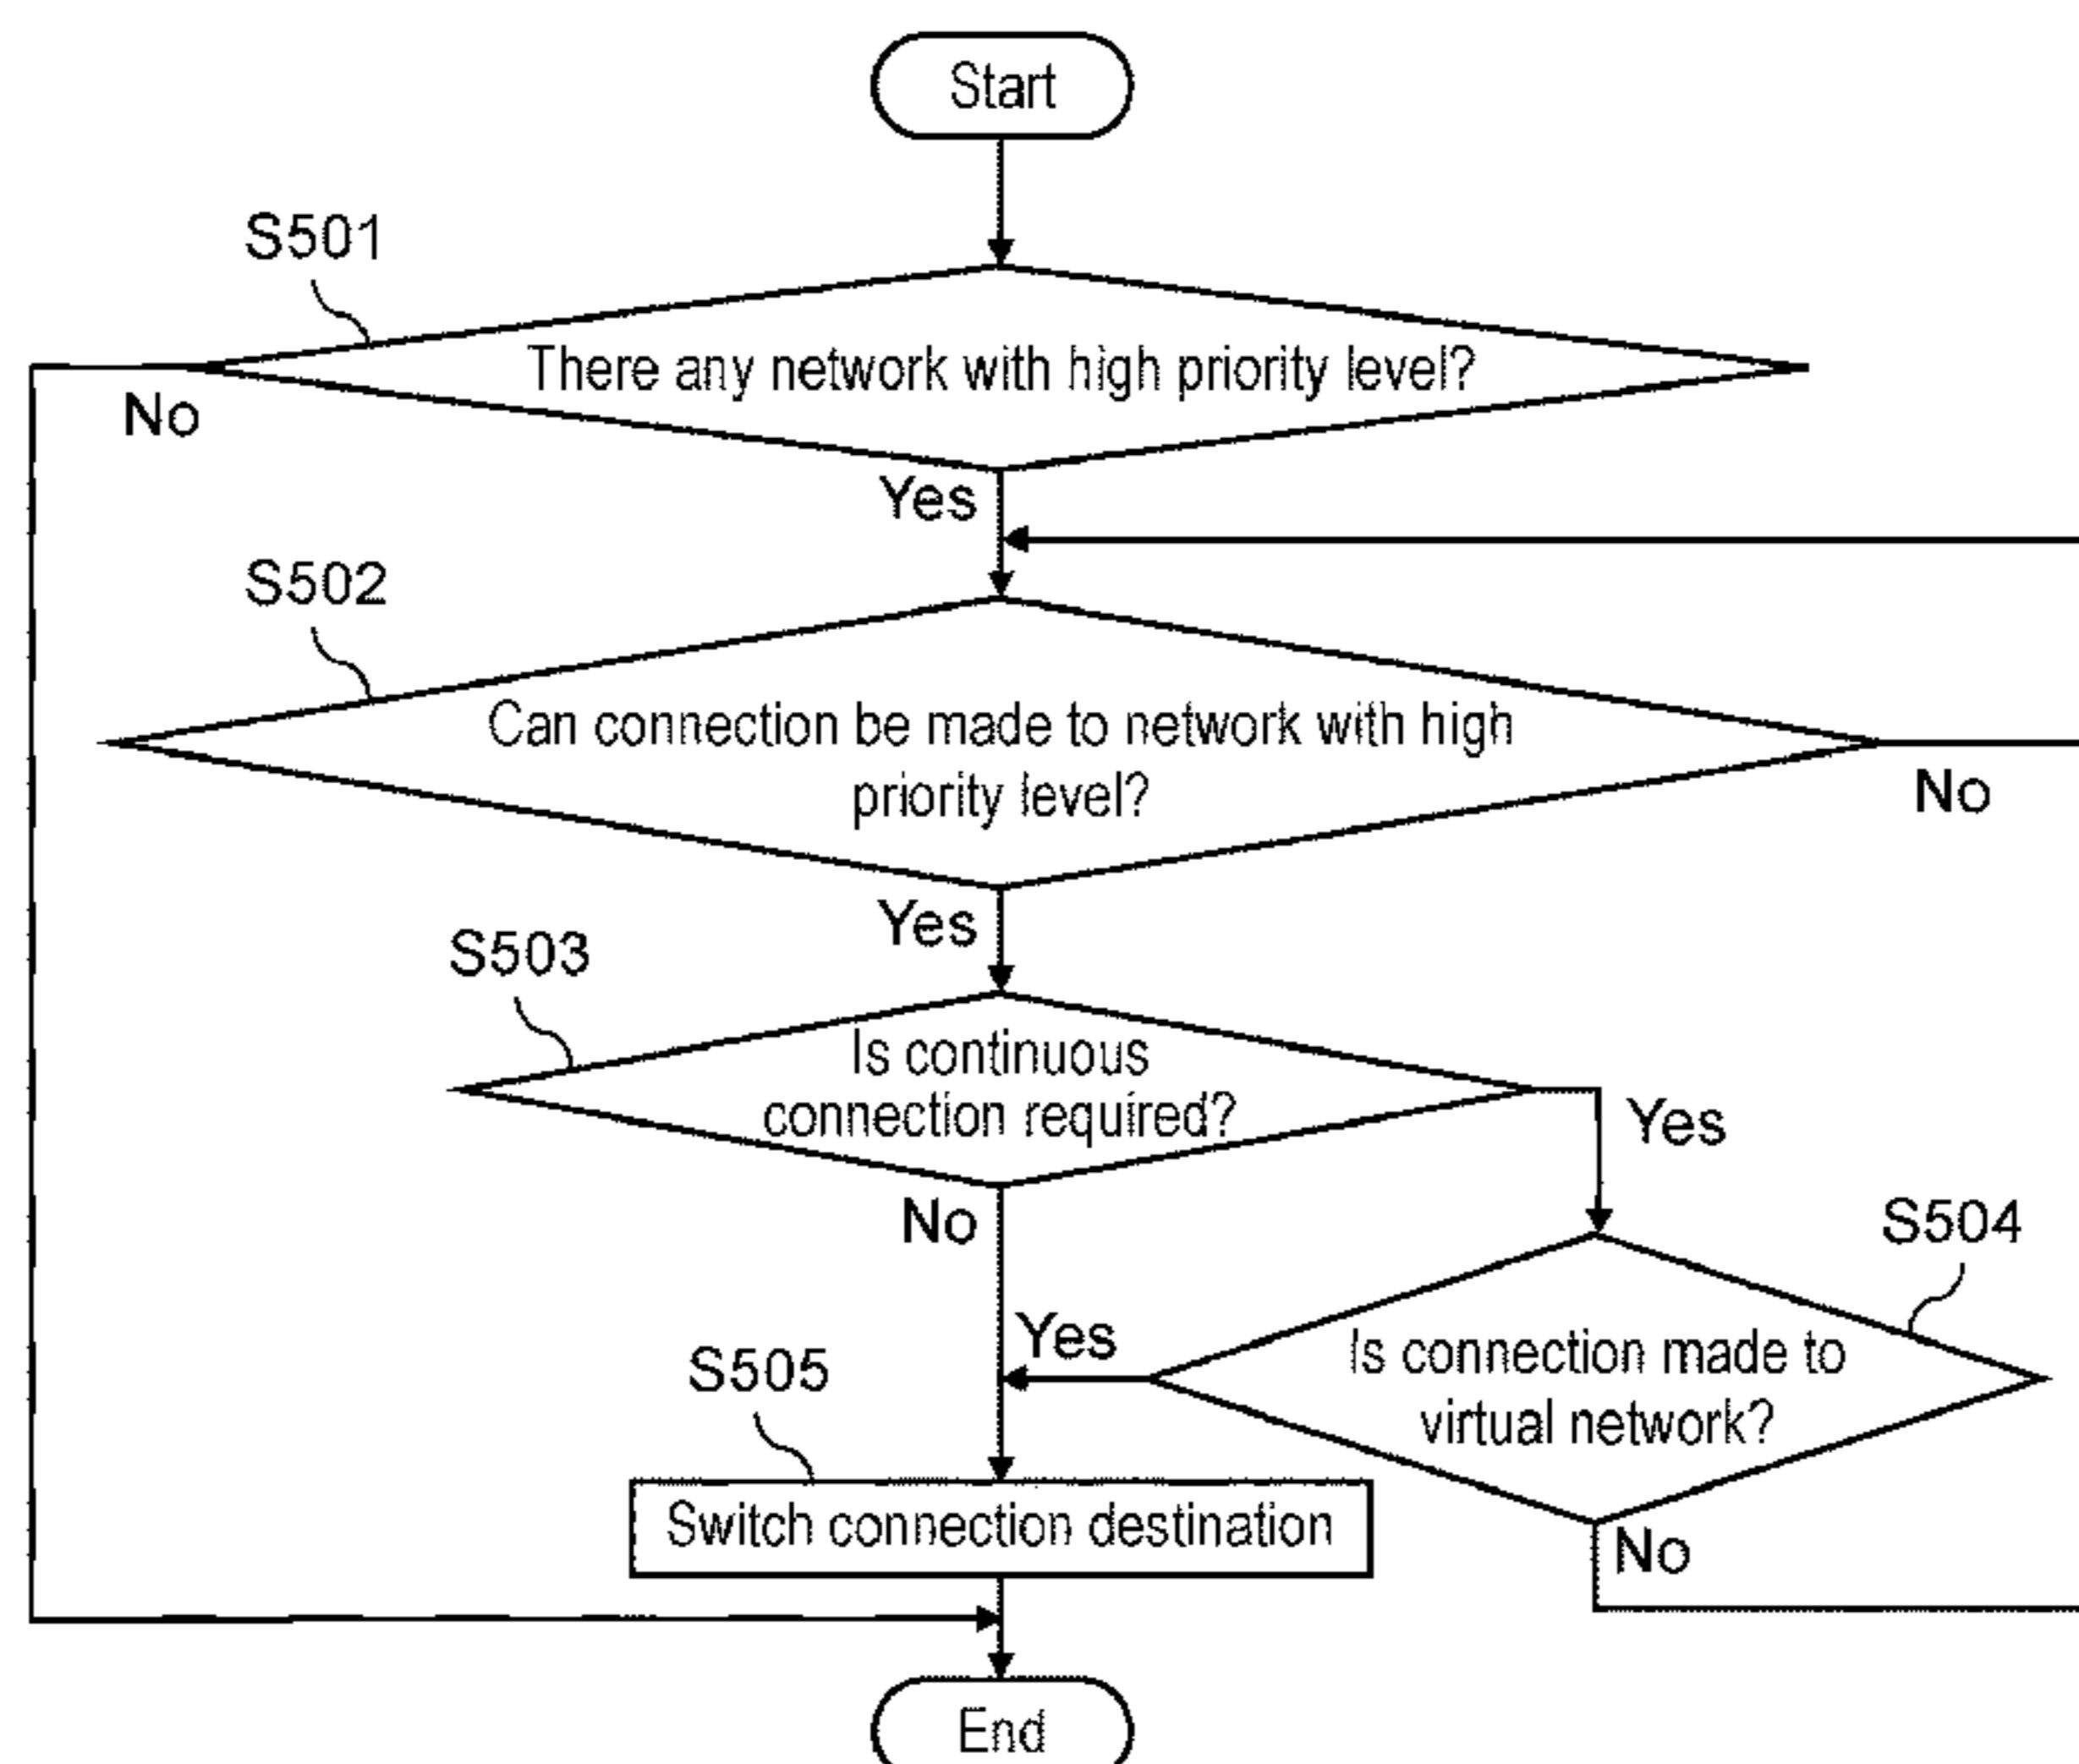 Start
S501
There any network with high priority level?
No
Yes
S502
Can connection be made to network with high
priority level?
No
Yes
S503
Is continuous
connection required?
Yes
No
S504
Yes
Is connection made to
virtual network?
S505
Switch connection destination
No
End